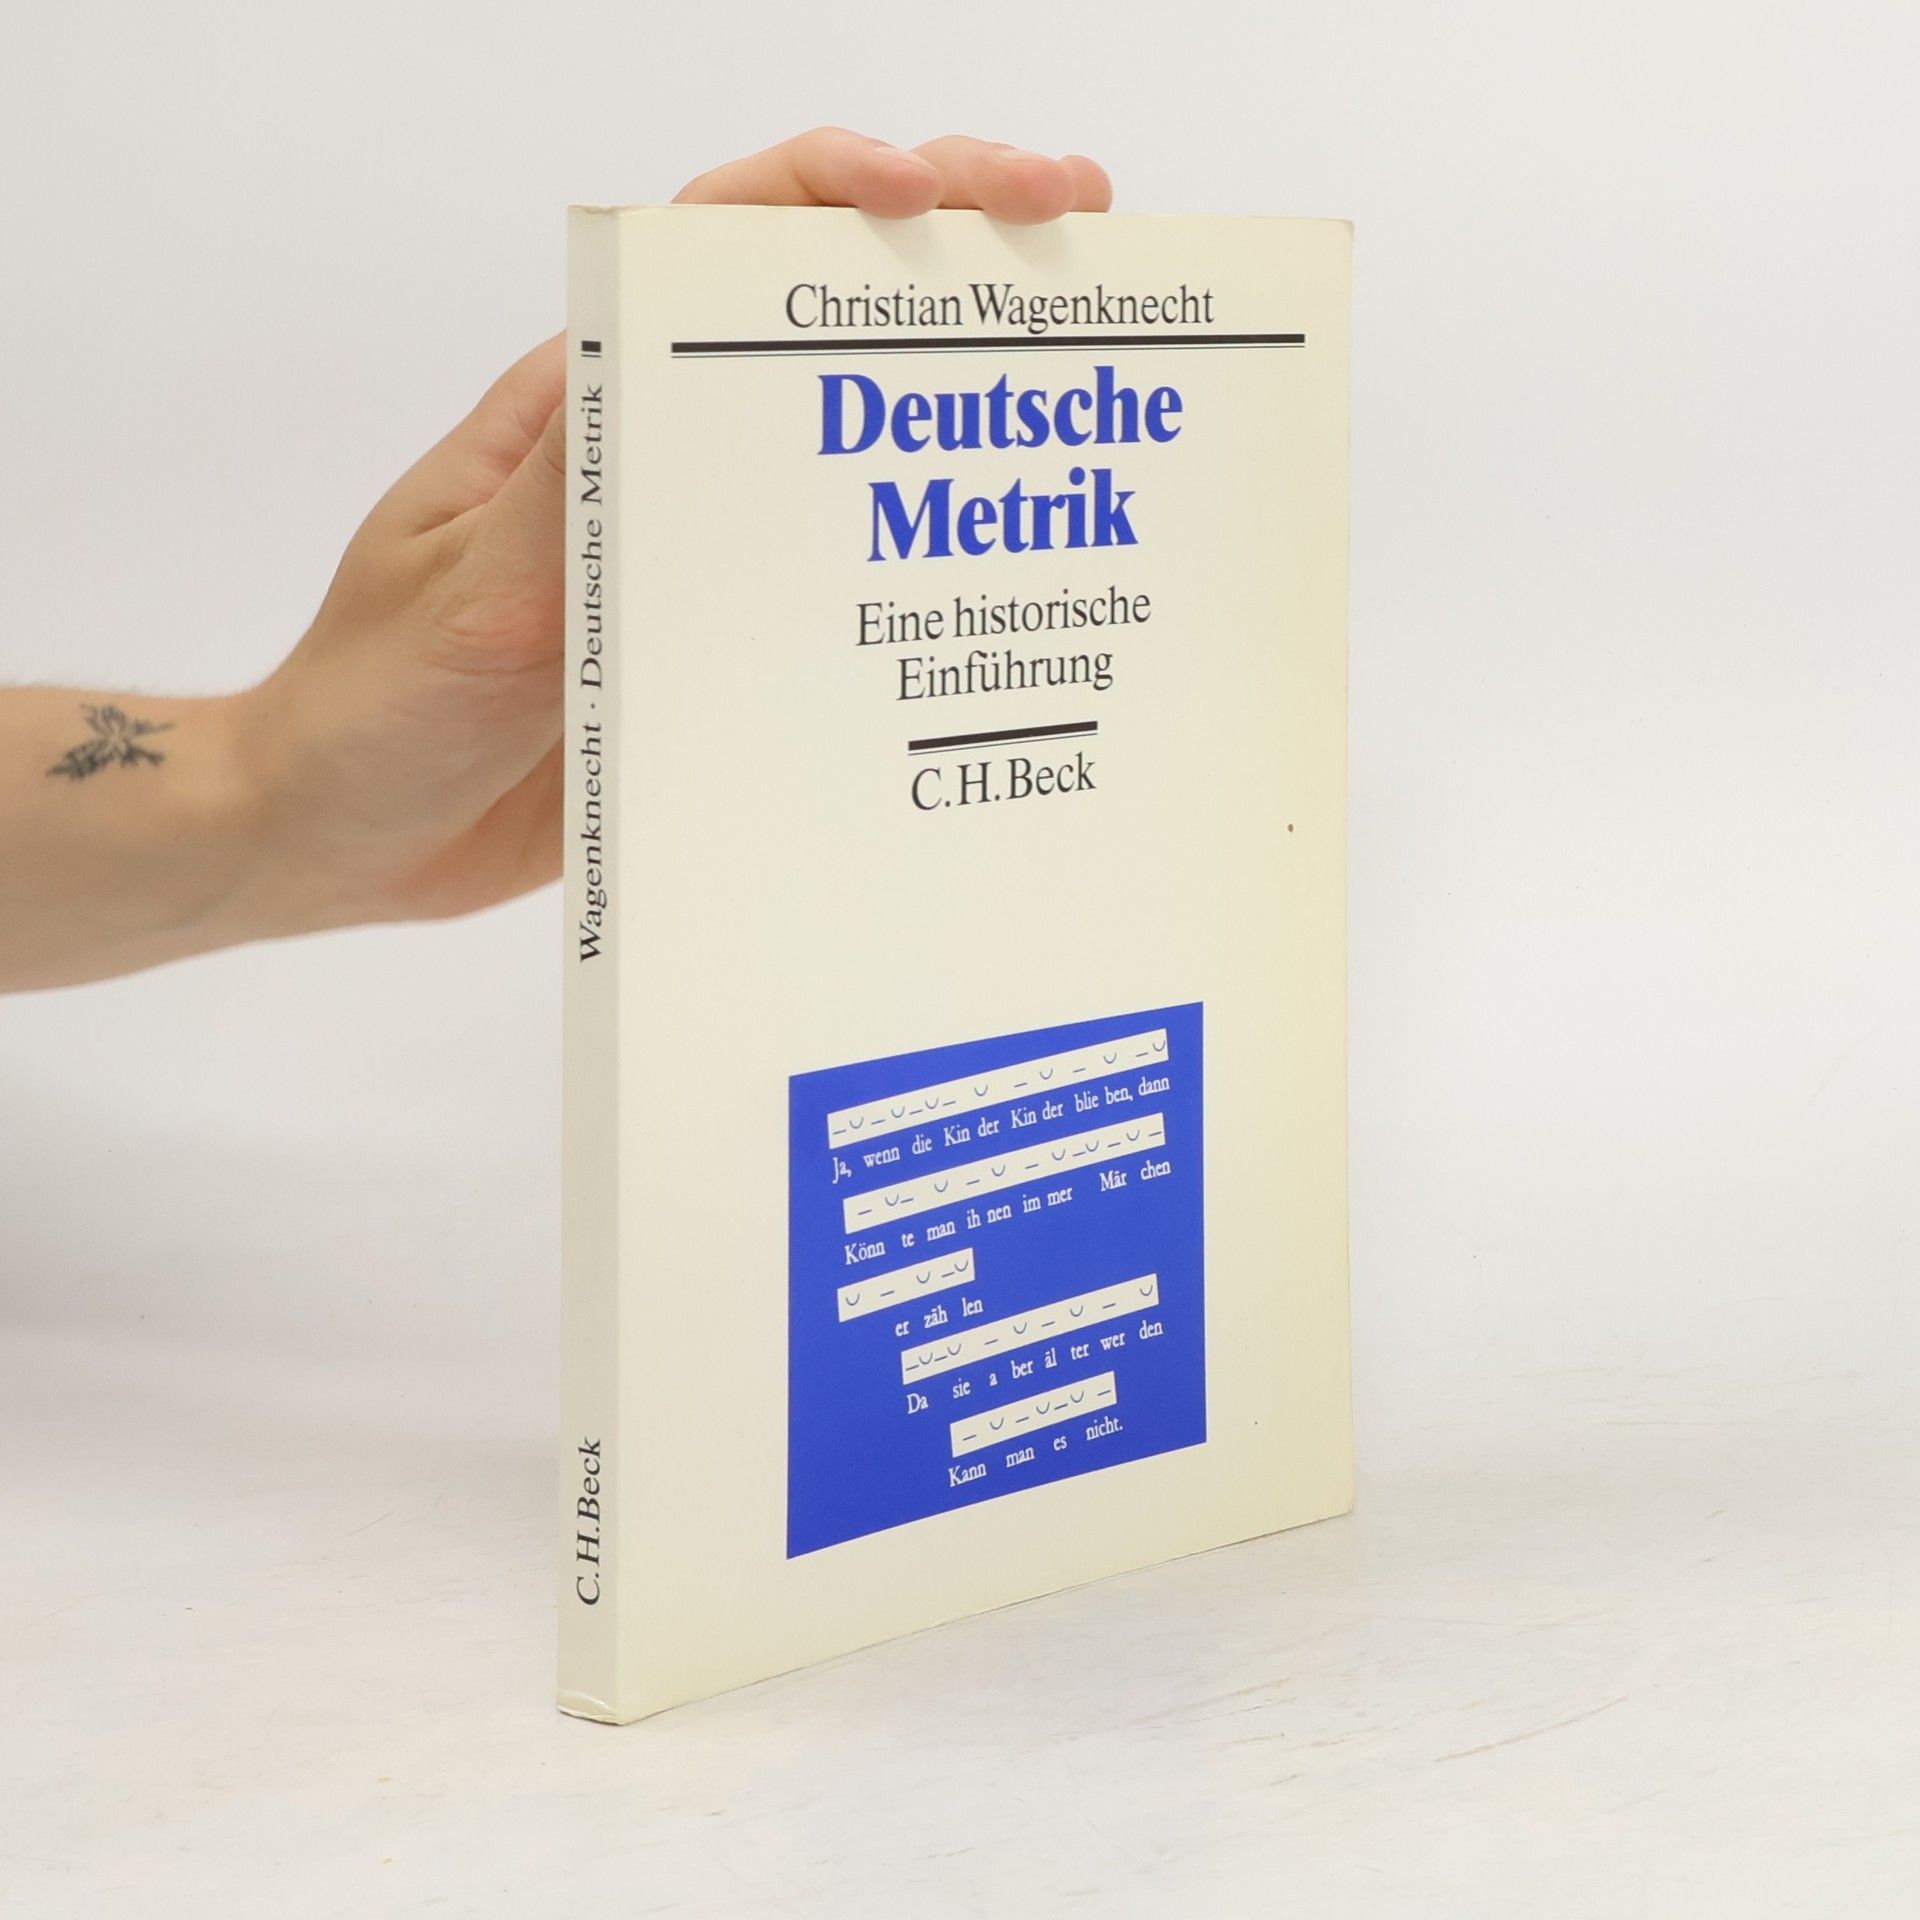 Christian Wagenknecht
Deutsche
Metrik
Eine historische
Einführung
C.H.Beck
– ᴗ – ᴗ – ᴗ – ᴗ – ᴗ – ᴗ – ᴗ
Ja, wenn die Kin der Kin der blie ben, dann
– ᴗ – ᴗ – ᴗ – ᴗ – ᴗ – ᴗ –
Könn te man ih nen im mer Mär chen
ᴗ – ᴗ – ᴗ
er zäh len
– ᴗ – ᴗ – ᴗ – ᴗ – ᴗ
Da sie a ber äl ter wer den
– ᴗ – ᴗ – ᴗ –
Kann man es nicht.
Wagenknecht · Deutsche Metrik
C.H.Beck